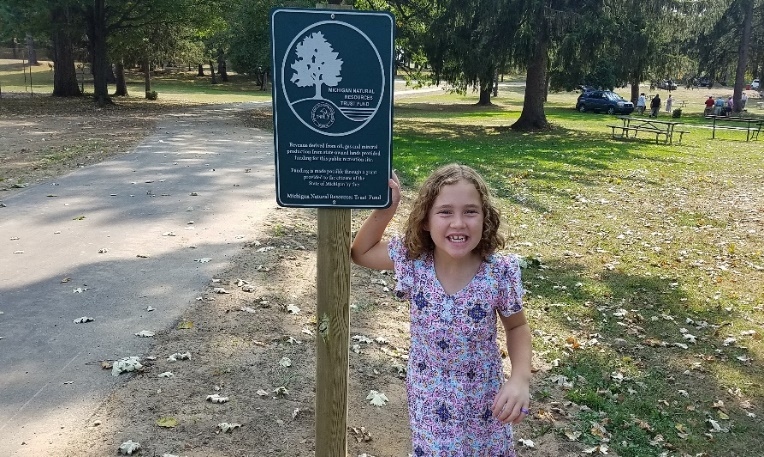 MICHIGAN NATURAL
RESOURCES
TRUST FUND
Revenue derived from oil, gas and mineral
production from state-owned lands provided
funding for this public recreation site.
Funding is made possible through a grant
provided to the citizens of the
State of Michigan by the
Michigan Natural Resources Trust Fund